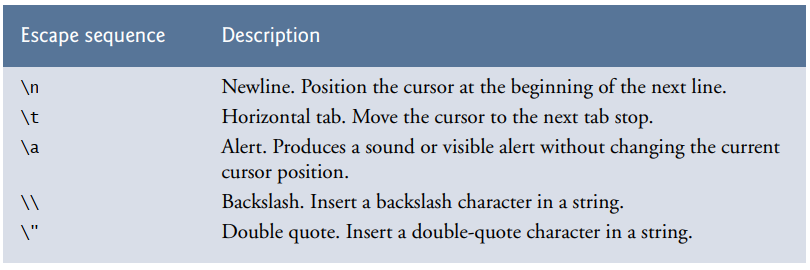 Escape sequence Description
\n Newline. Position the cursor at the beginning of the next line.
\t Horizontal tab. Move the cursor to the next tab stop.
\a Alert. Produces a sound or visible alert without changing the current
cursor position.
\\ Backslash. Insert a backslash character in a string.
\" Double quote. Insert a double-quote character in a string.